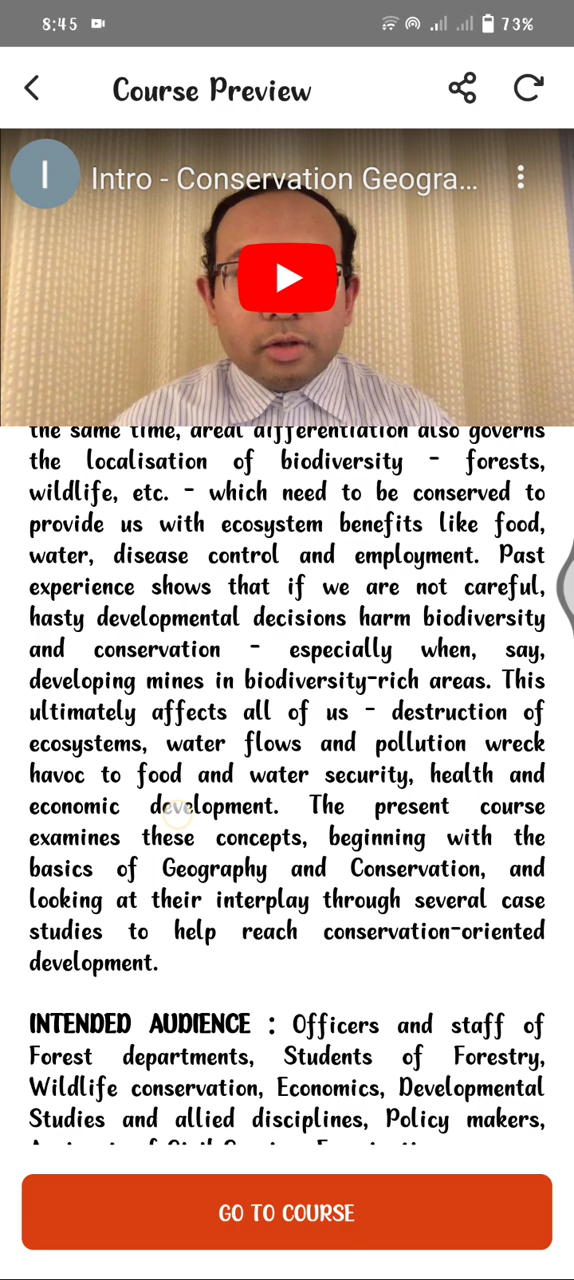 8:45 73%
Course Preview
I Intro - Conservation Geogra...
the same time, areal differentiation also governs
the localisation of biodiversity - forests,
wildlife, etc. - which need to be conserved to
provide us with ecosystem benefits like food,
water, disease control and employment. Past
experience shows that if we are not careful,
hasty developmental decisions harm biodiversity
and conservation - especially when, say,
developing mines in biodiversity-rich areas. This
ultimately affects all of us - destruction of
ecosystems, water flows and pollution wreck
havoc to food and water security, health and
economic development. The present course
examines these concepts, beginning with the
basics of Geography and Conservation, and
looking at their interplay through several case
studies to help reach conservation-oriented
development.
INTENDED AUDIENCE : Officers and staff of
Forest departments, Students of Forestry,
Wildlife conservation, Economics, Developmental
Studies and allied disciplines, Policy makers,
GO TO COURSE